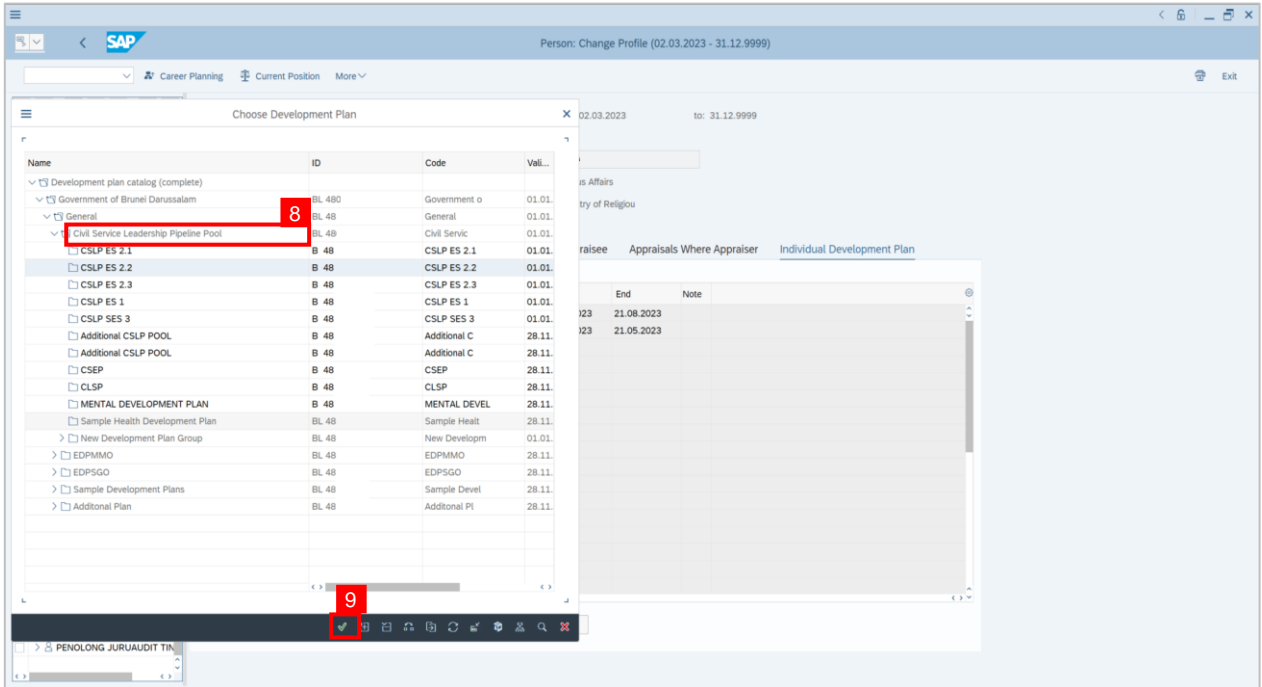 SAP
Person: Change Profile (02.03.2023 - 31.12.9999)
Career Planning Current Position More Exit
Choose Development Plan
02.03.2023 to: 31.12.9999
Name ID Code Vali...
Development plan catalog (complete)
us Affairs
Government of Brunei Darussalam BL 480 Government o 01.01.
try of Religiou
8
General BL 48 General 01.01.
Civil Service Leadership Pipeline Pool BL 48 Civil Servic 01.01.
raisee Appraisals Where Appraiser Individual Development Plan
CSLP ES 2.1 B 48 CSLP ES 2.1 01.01.
CSLP ES 2.2 B 48 CSLP ES 2.2 01.01.
CSLP ES 2.3 B 48 CSLP ES 2.3 01.01.
End Note
CSLP ES 1 B 48 CSLP ES 1 01.01.
023 21.08.2023
CSLP SES 3 B 48 CSLP SES 3 01.01.
023 21.05.2023
Additional CSLP POOL B 48 Additional C 28.11.
Additional CSLP POOL B 48 Additional C 28.11.
CSEP B 48 CSEP 28.11.
CLSP B 48 CLSP 28.11.
MENTAL DEVELOPMENT PLAN B 48 MENTAL DEVEL 28.11.
Sample Health Development Plan BL 48 Sample Healt 28.11.
New Development Plan Group BL 48 New Developm 01.01.
EDPMMO BL 48 EDPMMO 28.11.
EDPSGO BL 48 EDPSGO 28.11.
Sample Development Plans BL 48 Sample Devel 28.11.
Additonal Plan BL 48 Additonal Pl 28.11.
9
PENOLONG JURUAUDIT TIN